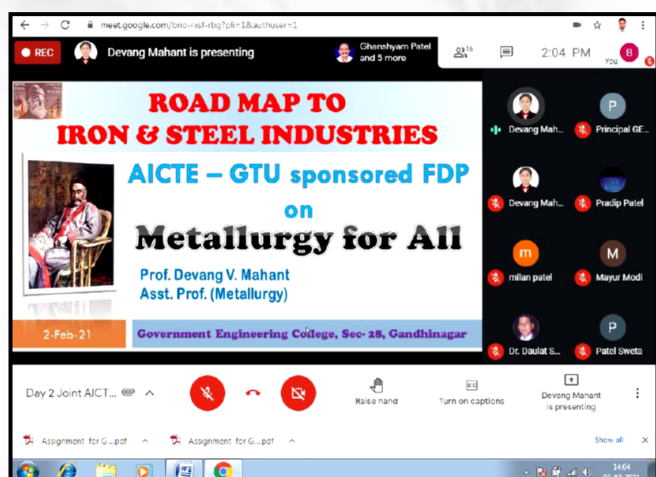 meet.google.com/bno-rxsf-rbg?pli=1&authuser=1
REC
Devang Mahant is presenting
Ghanshyam Patel
and 5 more
16
2:04 PM
You
B
ROAD MAP TO
IRON & STEEL INDUSTRIES
AICTE – GTU sponsored FDP
on
Metallurgy for All
Prof. Devang V. Mahant
Asst. Prof. (Metallurgy)
2-Feb-21
Government Engineering College, Sec- 28, Gandhinagar
Devang Mah...
P
Principal GE...
Devang Mah...
Pradip Patel
m
milan patel
M
Mayur Modi
Dr. Daulat S...
P
Patel Sweta
Day 2 Joint AICT...
Raise hand
Turn on captions
Devang Mahant
is presenting
Assignment for G....pdf
Assignment for G....pdf
Show all
14:04